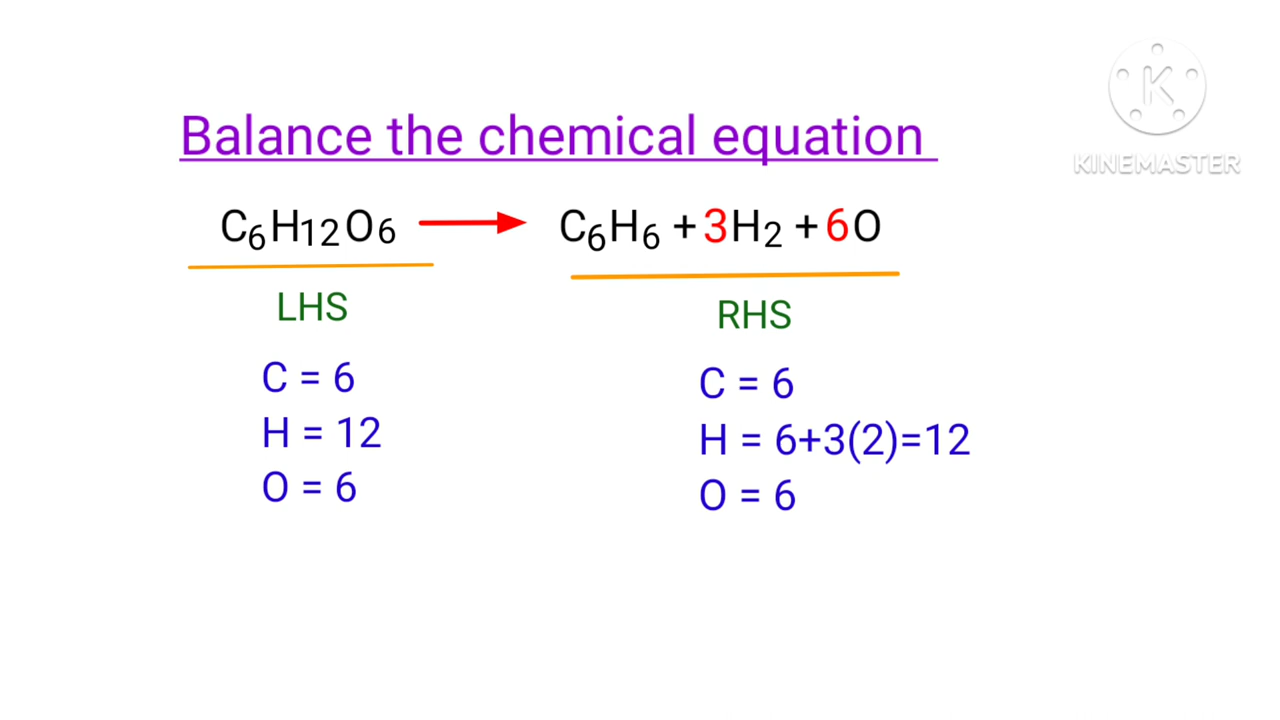 Balance the chemical equation
C6H12O6 → C6H6 + 3H2 + 6O
LHS
RHS
C = 6
H = 12
O = 6
C = 6
H = 6+3(2)=12
O = 6
K
KINEMASTER